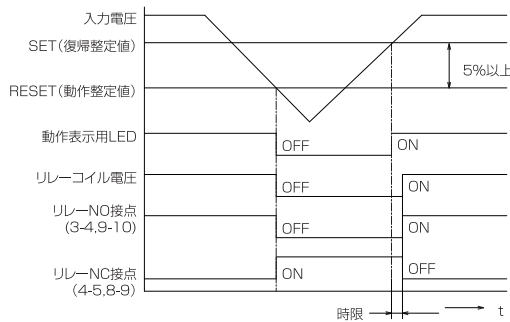 入力電圧
SET(復帰整定値)
5%以上
RESET(動作整定値)
動作表示用LED
OFF
ON
リレーコイル電圧
OFF
ON
リレーNO接点
(3-4,9-10)
OFF
ON
リレーNC接点
(4-5,8-9)
ON
OFF
時限
t